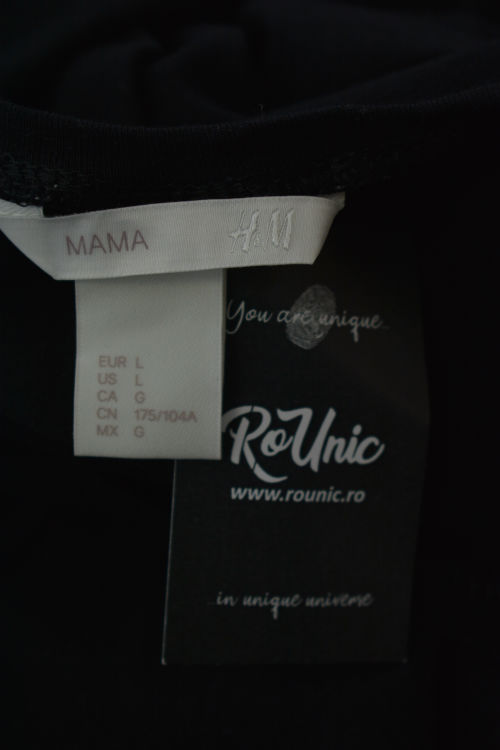 MAMA H&M
EUR L
US L
CA G
CN 175/104A
MX G
You are unique...
RoUnic
www.rounic.ro
...in unique universe